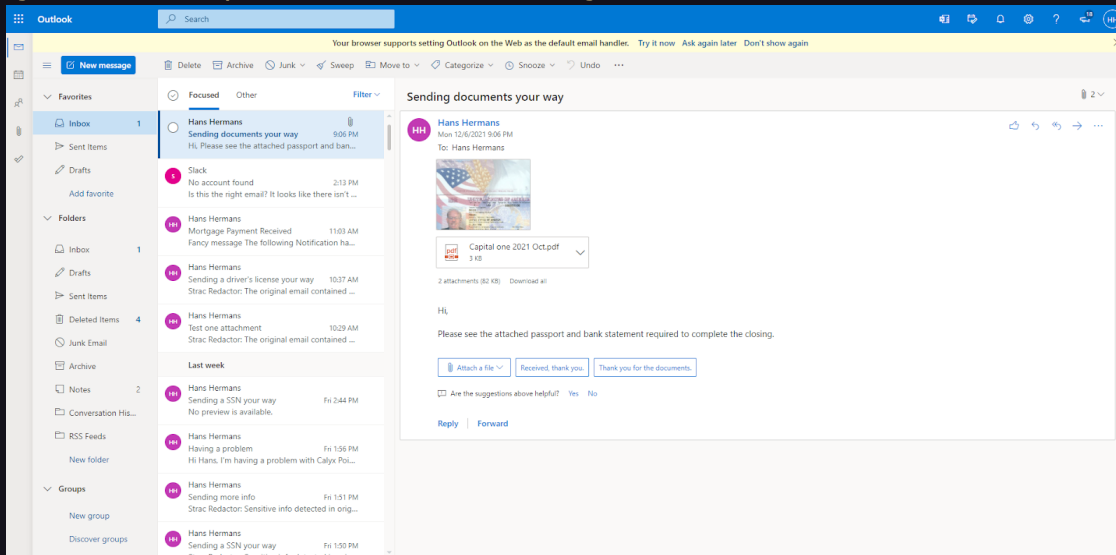 Outlook
Search
18
HH
Your browser supports setting Outlook on the Web as the default email handler. Try it now Ask again later Don't show again
New message
Delete Archive Junk Sweep Move to Categorize Snooze Undo ...
Favorites
Inbox 1
Sent Items
Drafts
Add favorite
Folders
Inbox 1
Drafts
Sent Items
Deleted Items 4
Junk Email
Archive
Notes 2
Conversation His...
RSS Feeds
New folder
Groups
New group
Discover groups
Focused Other Filter
Hans Hermans
Sending documents your way 9:06 PM
Hi, Please see the attached passport and ban...
S
Slack
No account found 2:13 PM
Is this the right email? It looks like there isn't ...
HH
Hans Hermans
Mortgage Payment Received 11:03 AM
Fancy message The following Notification ha...
HH
Hans Hermans
Sending a driver's license your way 10:37 AM
Strac Redactor: The original email contained ...
HH
Hans Hermans
Test one attachment 10:29 AM
Strac Redactor: The original email contained ...
Last week
HH
Hans Hermans
Sending a SSN your way Fri 2:44 PM
No preview is available.
HH
Hans Hermans
Having a problem Fri 1:56 PM
Hi Hans, I'm having a problem with Calyx Poi...
HH
Hans Hermans
Sending more info Fri 1:51 PM
Strac Redactor: Sensitive info detected in orig...
HH
Hans Hermans
Sending a SSN your way Fri 1:50 PM
Sending documents your way
2
HH
Hans Hermans
Mon 12/6/2021 9:06 PM
To: Hans Hermans
pdf
Capital one 2021 Oct.pdf
3 KB
2 attachments (82 KB) Download all
Hi,
Please see the attached passport and bank statement required to complete the closing.
Attach a file
Received, thank you.
Thank you for the documents.
Are the suggestions above helpful? Yes No
Reply Forward